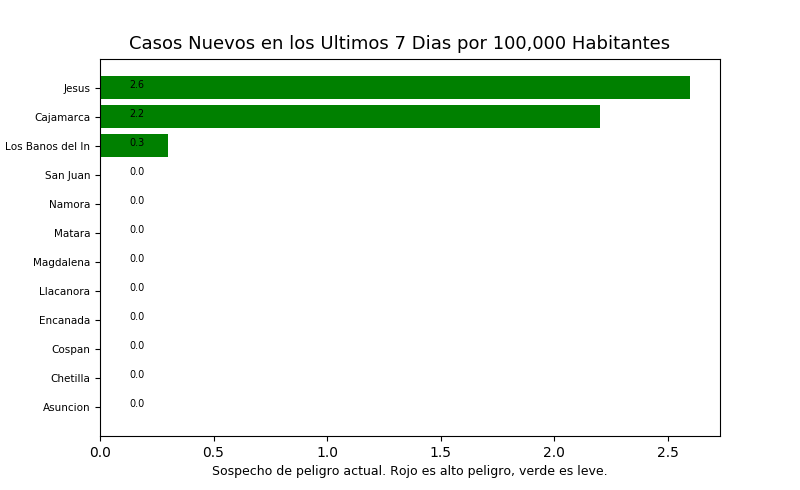 Casos Nuevos en los Ultimos 7 Dias por 100,000 Habitantes
Jesus 2.6
Cajamarca 2.2
Los Banos del In 0.3
San Juan 0.0
Namora 0.0
Matara 0.0
Magdalena 0.0
Llacanora 0.0
Encanada 0.0
Cospan 0.0
Chetilla 0.0
Asuncion 0.0
0.0 0.5 1.0 1.5 2.0 2.5
Sospecho de peligro actual. Rojo es alto peligro, verde es leve.